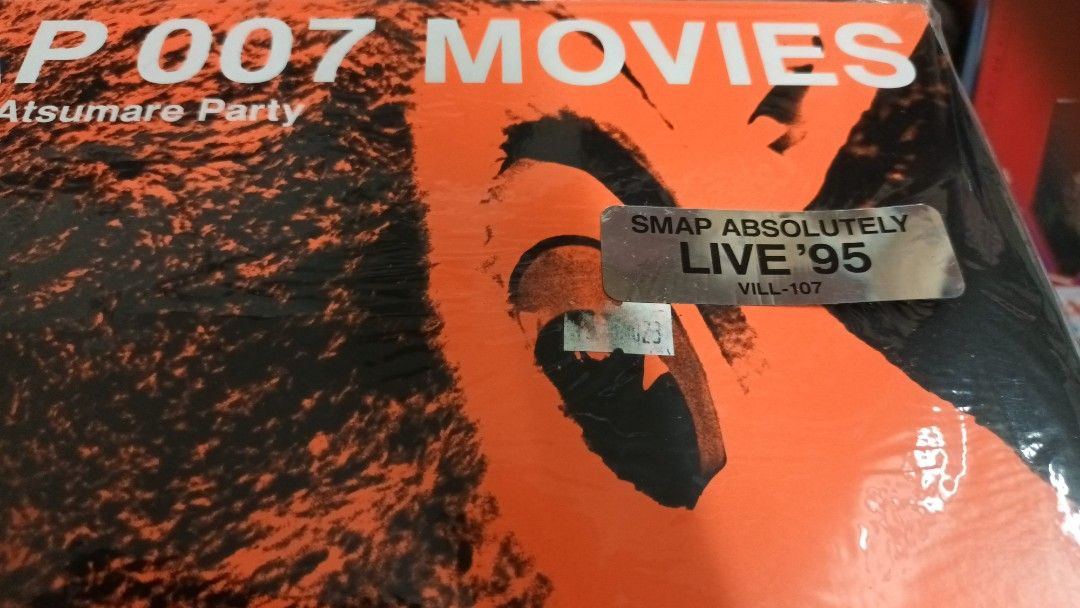 P 007 MOVIES
Atsumare Party
SMAP ABSOLUTELY
LIVE '95
VILL-107